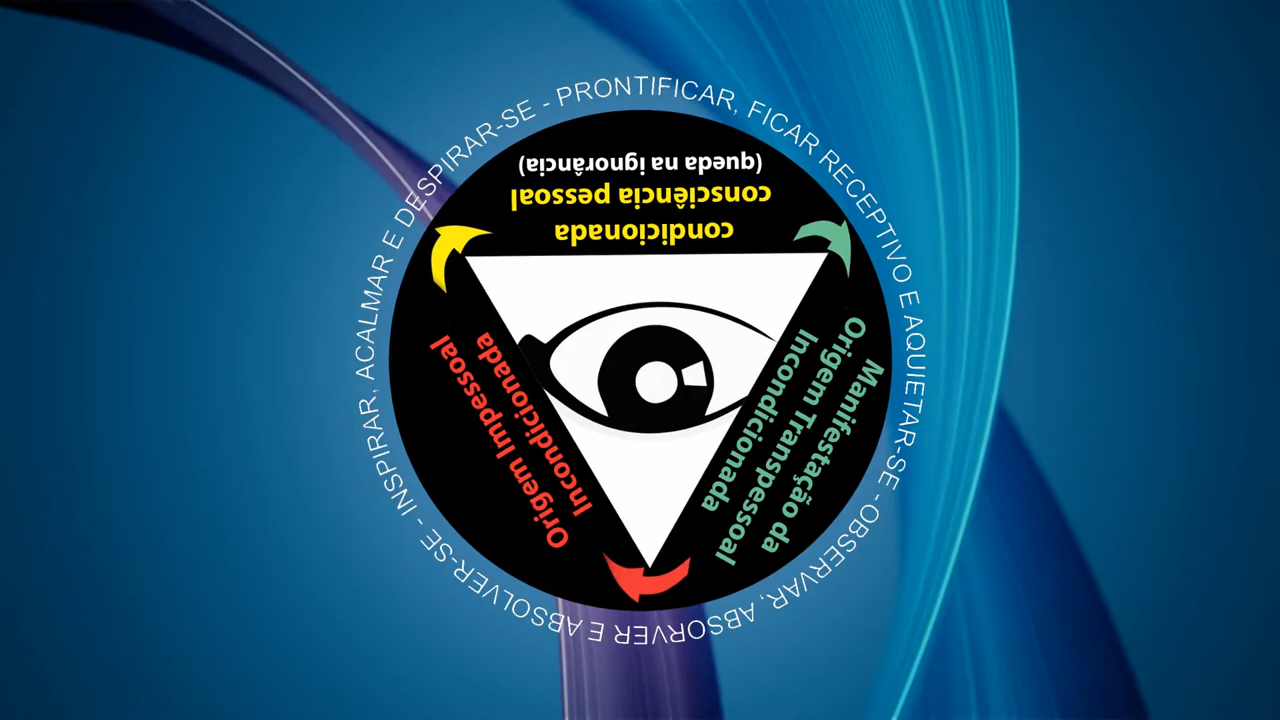 PRONTIFICAR, FICAR RECEPTIVO E AQUIETAR-SE - OBSERVAR, ABSORVER E ABSOLVER-SE - INSPIRAR, ACALMAR E DESPIRAR-SE -
condicionada
consciência pessoal
(queda na ignorância)
Manifestação da
Origem Transpessoal
Incondicionada
Origem Impessoal
Incondicionada